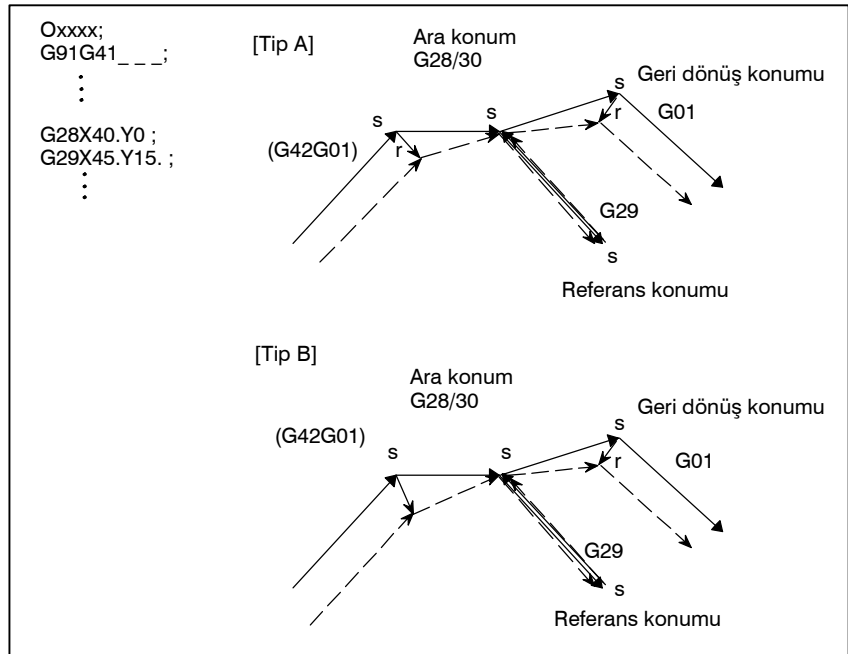 Oxxxx;
G91G41_ _ _;
G28X40.Y0 ;
G29X45.Y15. ;
[Tip A]
Ara konum
G28/30
Geri dönüş konumu
s
s
s
r
G01
(G42G01)
r
G29
s
Referans konumu
[Tip B]
Ara konum
G28/30
Geri dönüş konumu
(G42G01)
s
s
s
r
G01
G29
s
Referans konumu